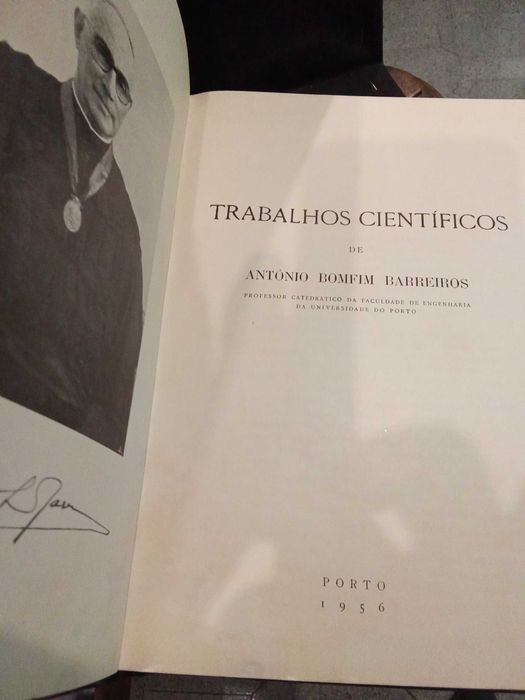 TRABALHOS CIENTÍFICOS
DE
ANTÓNIO BOMFIM BARREIROS
PROFESSOR CATEDRÁTICO DA FACULDADE DE ENGENHARIA
DA UNIVERSIDADE DO PORTO
PORTO
1956